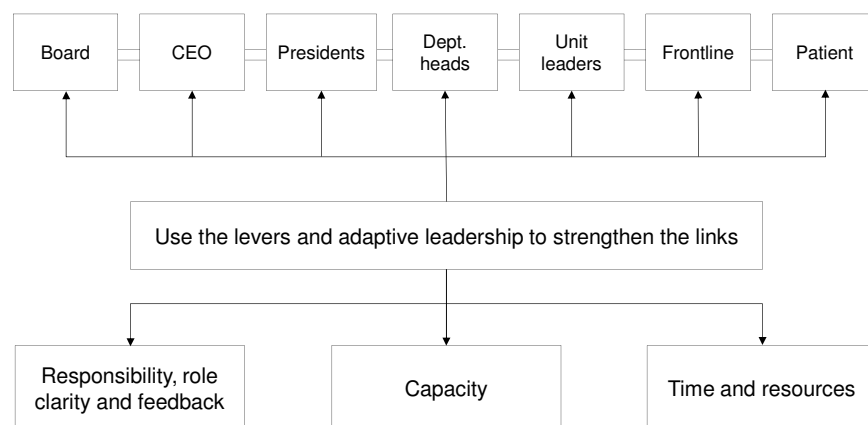 Board
CEO
Presidents
Dept.
heads
Unit
leaders
Frontline
Patient
Use the levers and adaptive leadership to strengthen the links
Responsibility, role
clarity and feedback
Capacity
Time and resources